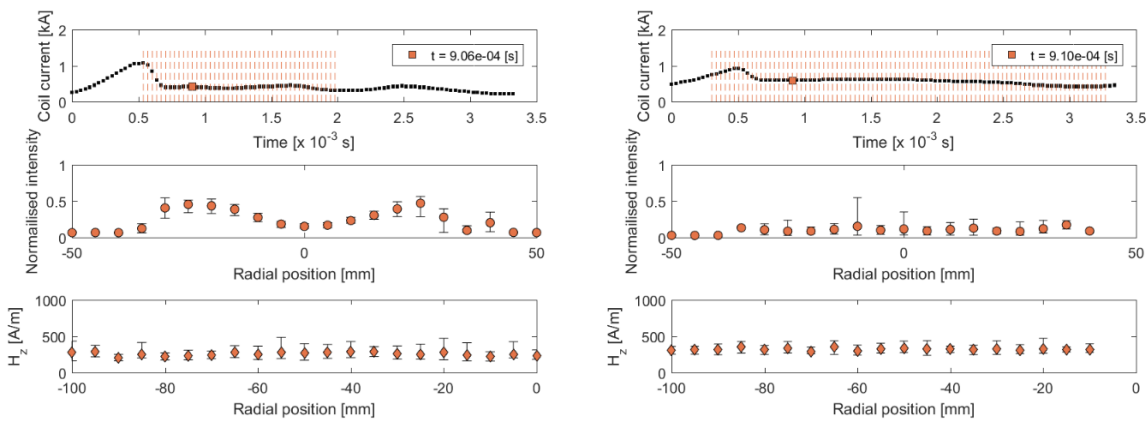 Coil current [kA]
2
1
0
t = 9.06e-04 [s]
0 0.5 1 1.5 2 2.5 3 3.5
Time [x 10-3 s]
Normalised intensity
1
0.5
0
-50 0 50
Radial position [mm]
Hz [A/m]
1000
500
0
-100 -80 -60 -40 -20 0
Radial position [mm]
Coil current [kA]
2
1
0
t = 9.10e-04 [s]
0 0.5 1 1.5 2 2.5 3 3.5
Time [x 10-3 s]
Normalised intensity
1
0.5
0
-50 0 50
Radial position [mm]
Hz [A/m]
1000
500
0
-100 -80 -60 -40 -20 0
Radial position [mm]